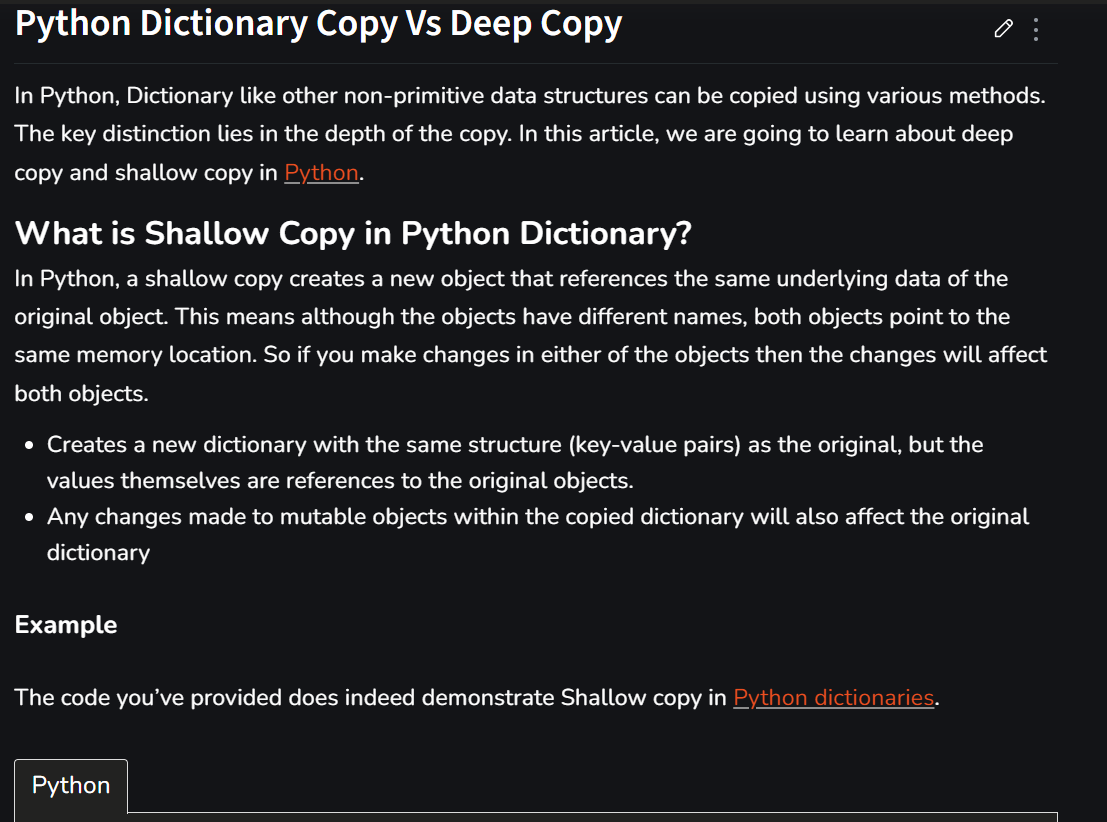 Python Dictionary Copy Vs Deep Copy
In Python, Dictionary like other non-primitive data structures can be copied using various methods.
The key distinction lies in the depth of the copy. In this article, we are going to learn about deep
copy and shallow copy in Python.
What is Shallow Copy in Python Dictionary?
In Python, a shallow copy creates a new object that references the same underlying data of the
original object. This means although the objects have different names, both objects point to the
same memory location. So if you make changes in either of the objects then the changes will affect
both objects.
• Creates a new dictionary with the same structure (key-value pairs) as the original, but the
values themselves are references to the original objects.
• Any changes made to mutable objects within the copied dictionary will also affect the original
dictionary
Example
The code you’ve provided does indeed demonstrate Shallow copy in Python dictionaries.
Python